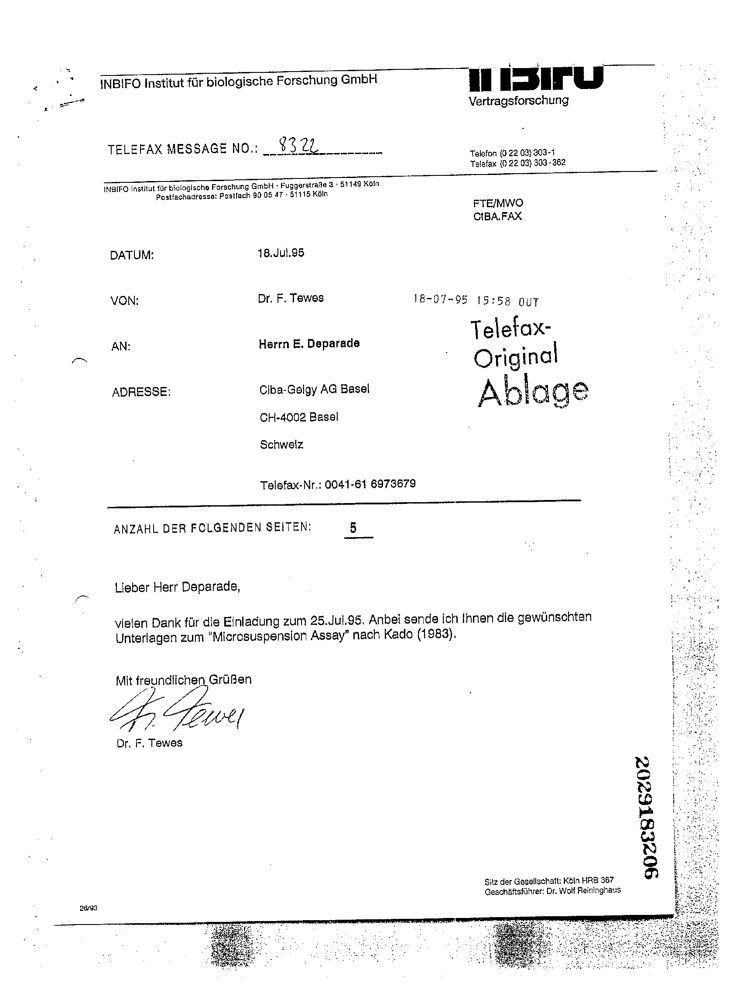 INBIFO Institut für biologische Forschung GmbH
INBIFO
Vertragsforschung
TELEFAX MESSAGE NO.: 8322
Telefon (0 22 03) 303-1
Telefax (0 22 03) 303-362
INBIFO Institut für biologische Forschung GmbH · Fuggerstraße 3 · 51149 Köln
Postfachadresse: Postfach 90 05 47 · 51115 Köln
FTE/MWO
CIBA.FAX
DATUM: 18.Jul.95
VON: Dr. F. Tewes
18-07-95 15:58 OUT
AN: Herrn E. Deparade
Telefax-
Original
Ablage
ADRESSE: Ciba-Geigy AG Basel
CH-4002 Basel
Schweiz
Telefax-Nr.: 0041-61 6973679
ANZAHL DER FOLGENDEN SEITEN: 5
Lieber Herr Deparade,
vielen Dank für die Einladung zum 25.Jul.95. Anbei sende ich Ihnen die gewünschten
Unterlagen zum "Microsuspension Assay" nach Kado (1983).
Mit freundlichen Grüßen
F. Tewes
Dr. F. Tewes
2029183206
Sitz der Gesellschaft: Köln HRB 367
Geschäftsführer: Dr. Wolf Reininghaus
26/93